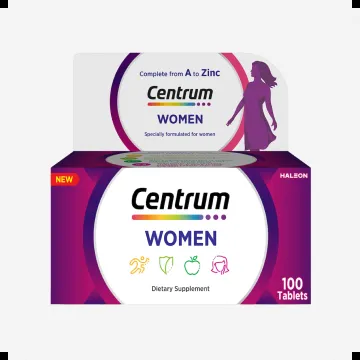 Complete from A to Zinc
Centrum
WOMEN
Specially formulated for women
NEW
HALEON
Centrum
WOMEN
Dietary Supplement
100
Tablets